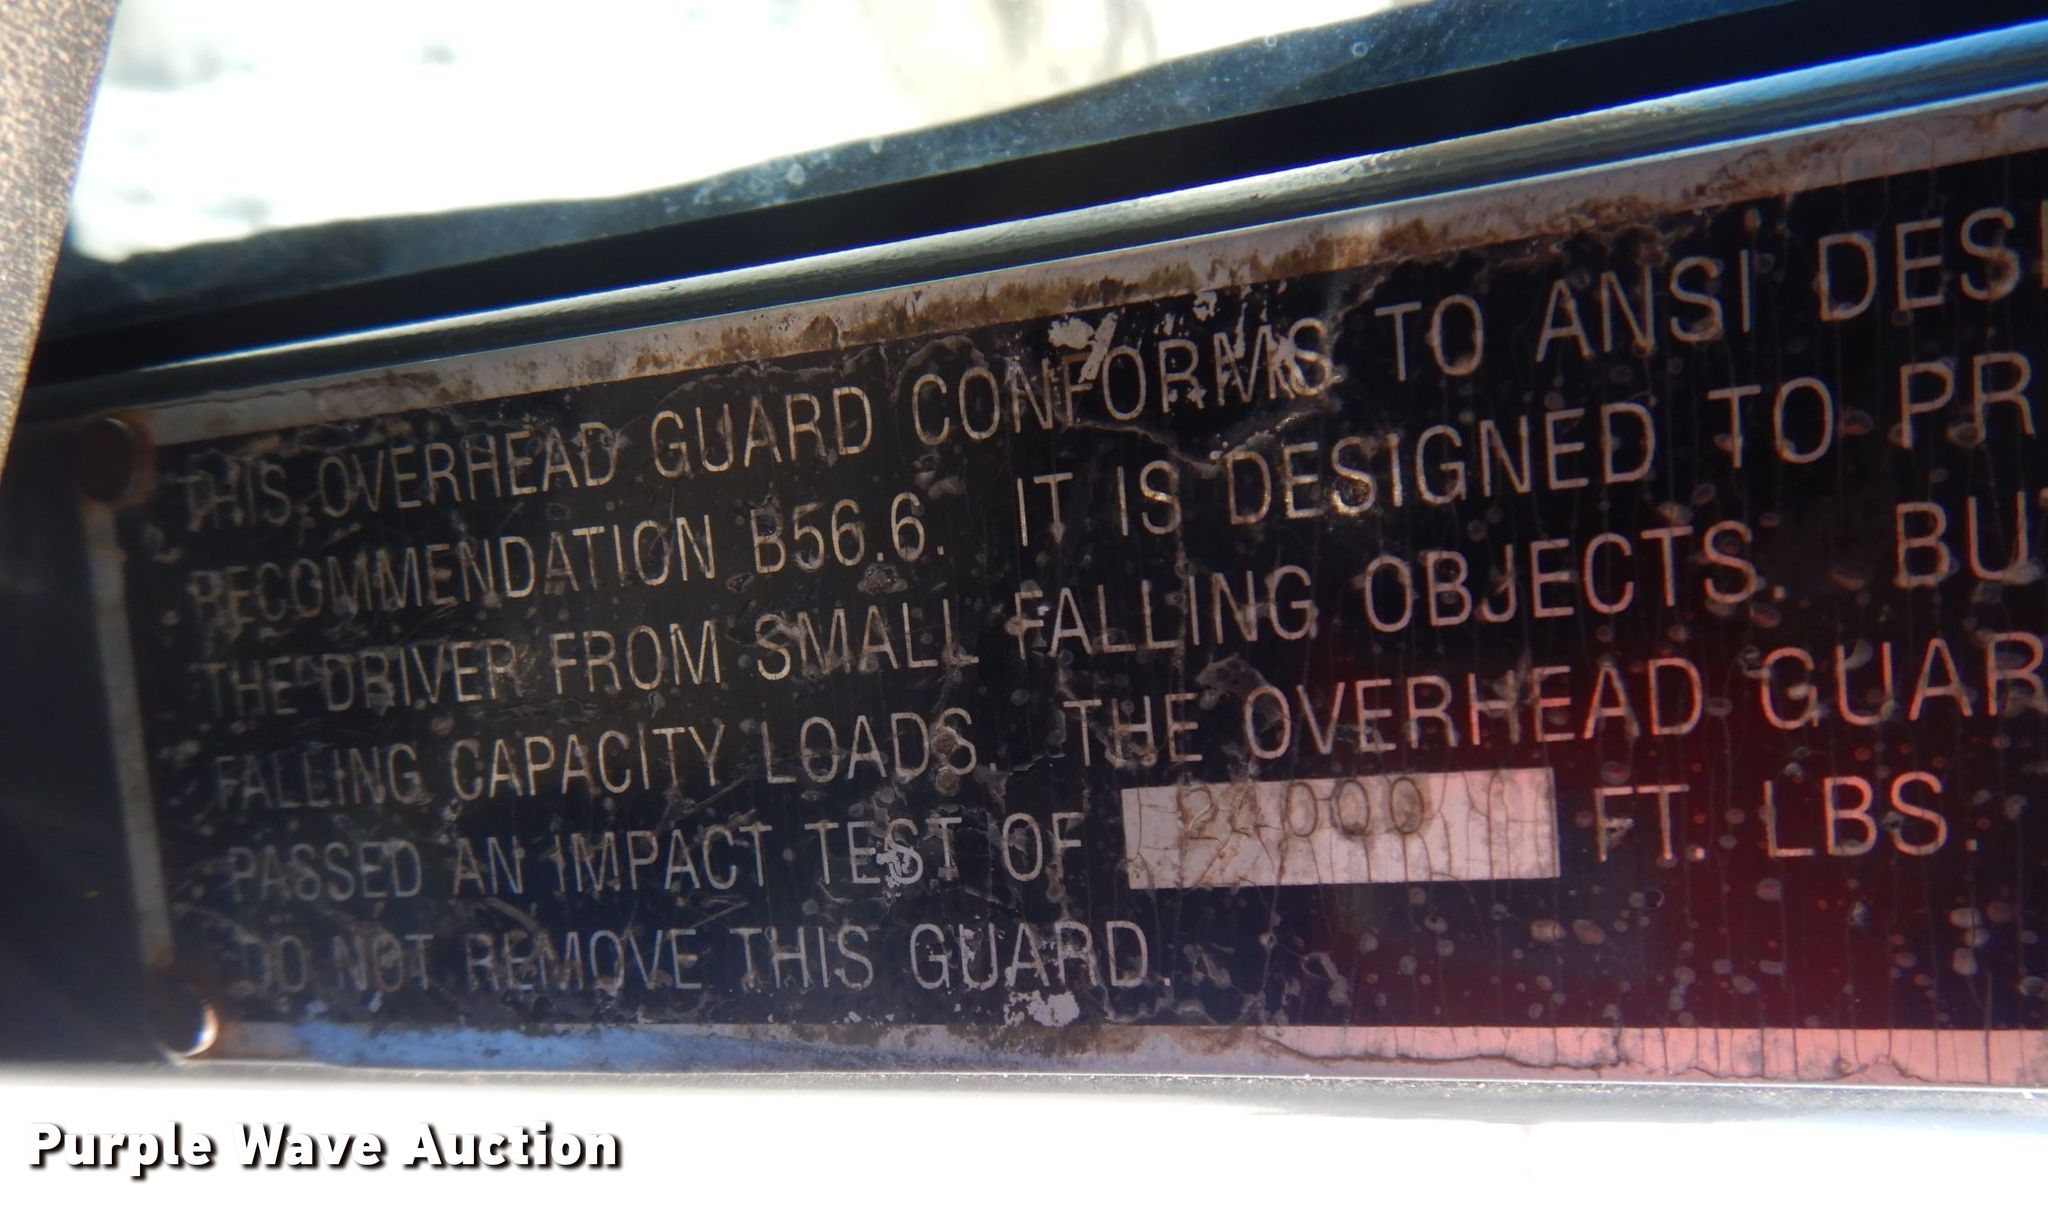 THIS OVERHEAD GUARD CONFORMS TO ANSI DESI
RECOMMENDATION B56.6. IT IS DESIGNED TO PR
THE DRIVER FROM SMALL FALLING OBJECTS. BUT
FALLING CAPACITY LOADS. THE OVERHEAD GUAR
PASSED AN IMPACT TEST OF 24000 FT. LBS.
DO NOT REMOVE THIS GUARD.
Purple Wave Auction